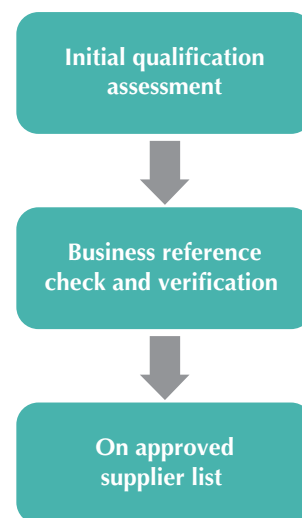 Initial qualification
assessment
Business reference
check and verification
On approved
supplier list